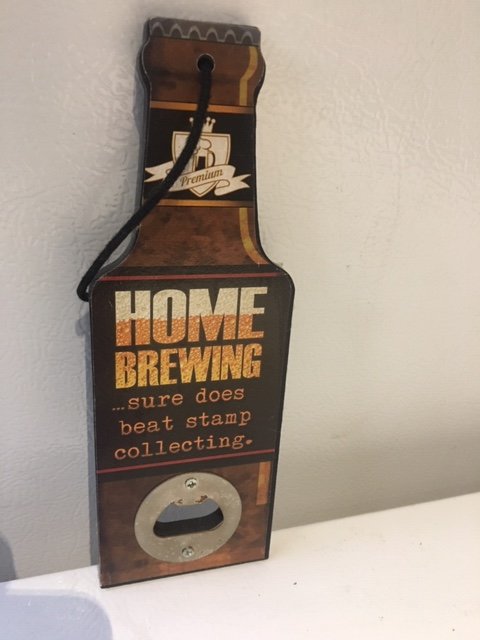 Premium
HOME
BREWING
...sure does
beat stamp
collecting.